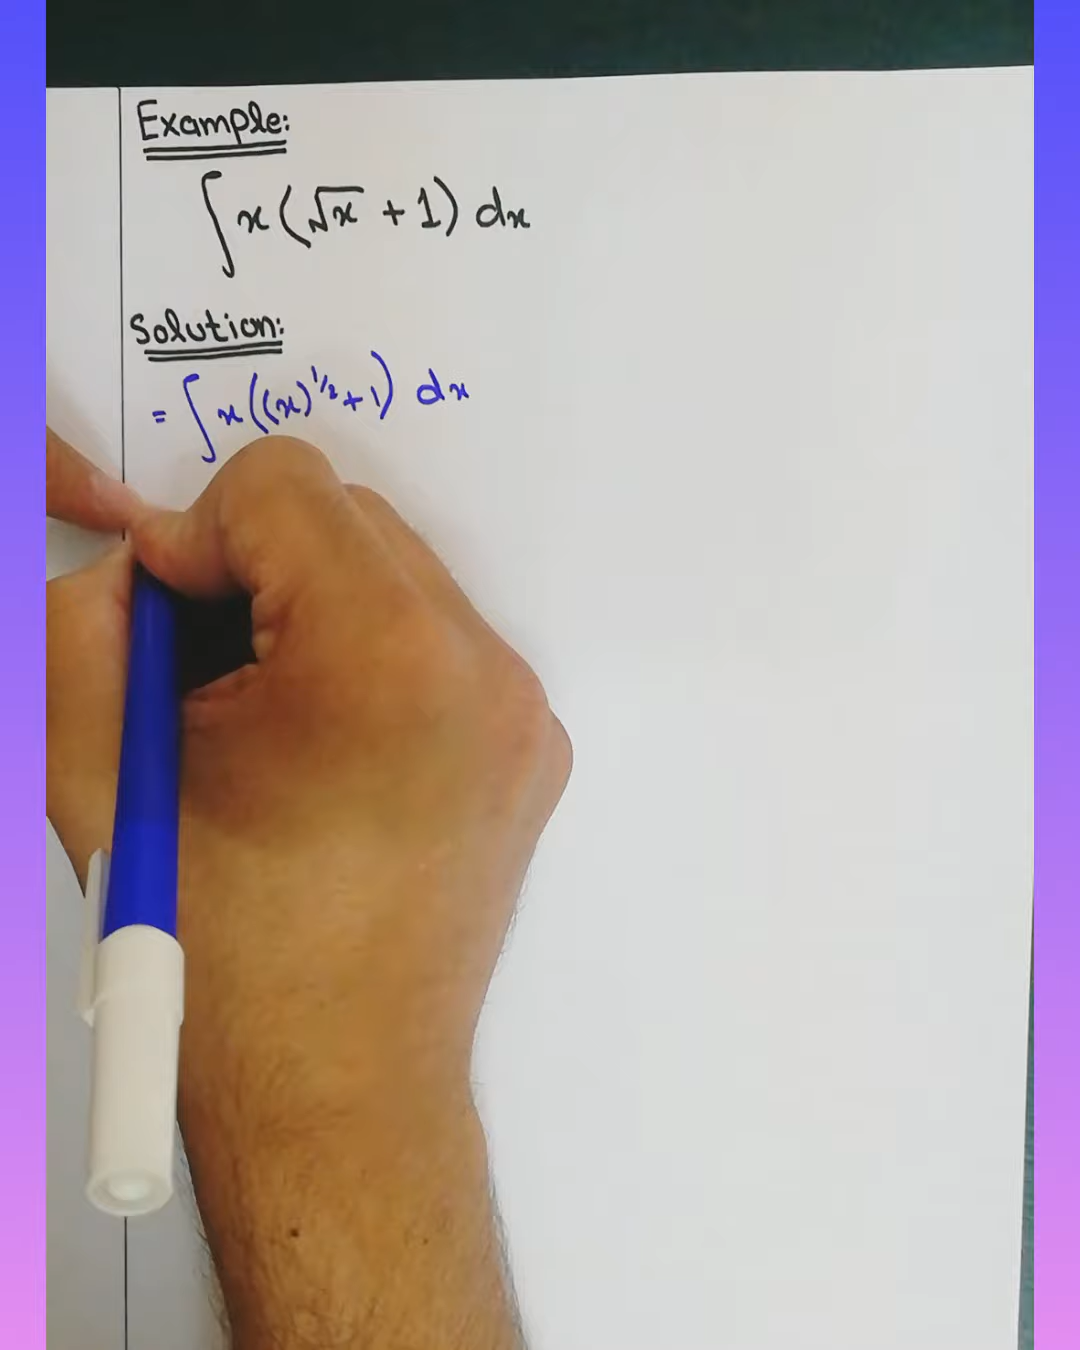 Example:
∫x(√x + 1) dx
Solution:
= ∫x((x)^1/2 + 1) dx